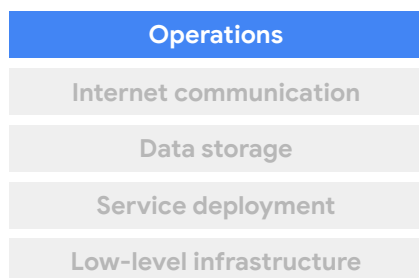 Operations
Internet communication
Data storage
Service deployment
Low-level infrastructure